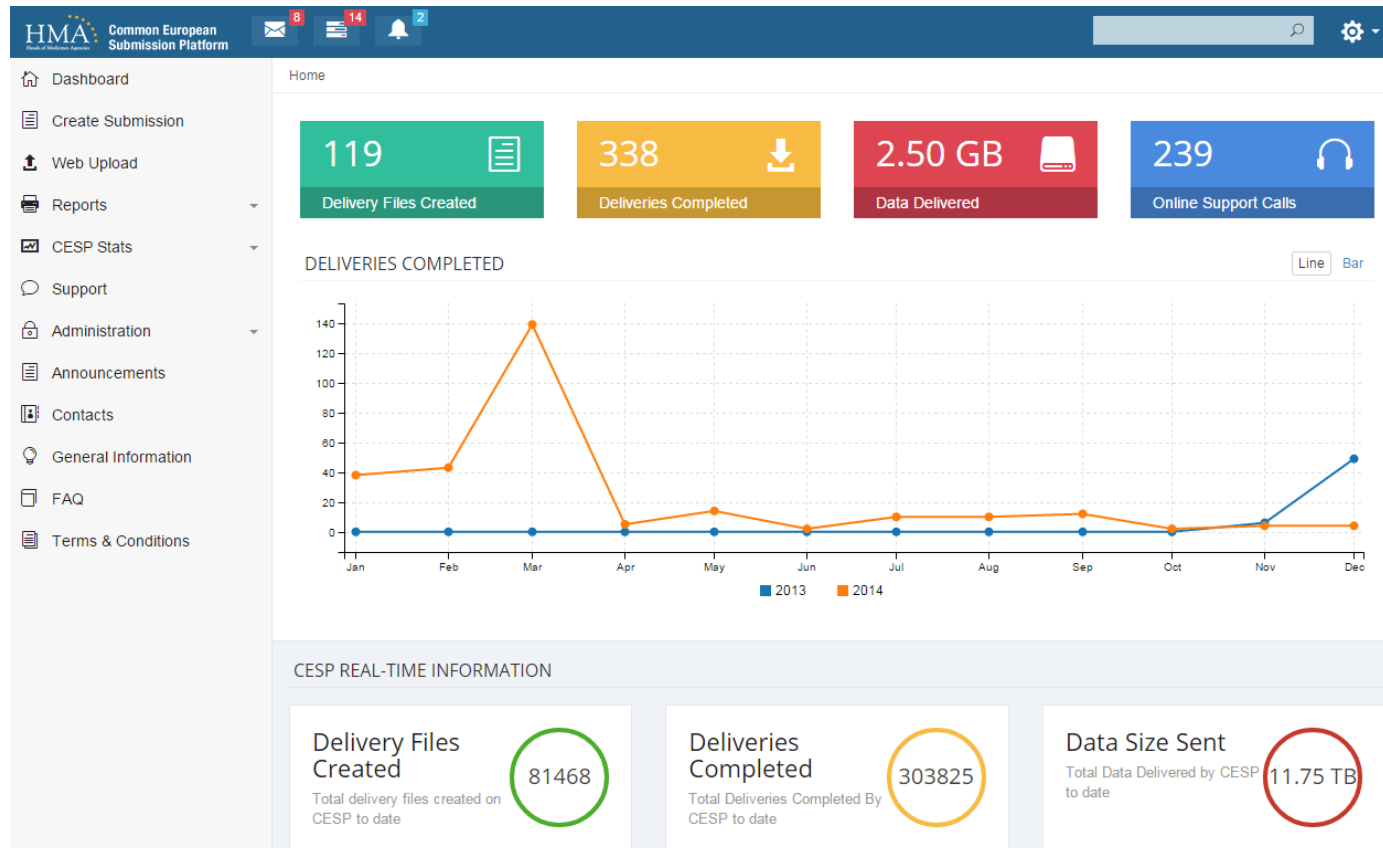 HMA
Heads of Medicines Agencies
Common European
Submission Platform
8
14
2
Dashboard
Create Submission
Web Upload
Reports
CESP Stats
Support
Administration
Announcements
Contacts
General Information
FAQ
Terms & Conditions
Home
119
Delivery Files Created
338
Deliveries Completed
2.50 GB
Data Delivered
239
Online Support Calls
DELIVERIES COMPLETED
Line Bar
140
120
100
80
60
40
20
0
Jan Feb Mar Apr May Jun Jul Aug Sep Oct Nov Dec
2013 2014
CESP REAL-TIME INFORMATION
Delivery Files
Created
Total delivery files created on
CESP to date
81468
Deliveries
Completed
Total Deliveries Completed By
CESP to date
303825
Data Size Sent
Total Data Delivered by CESP
to date
11.75 TB